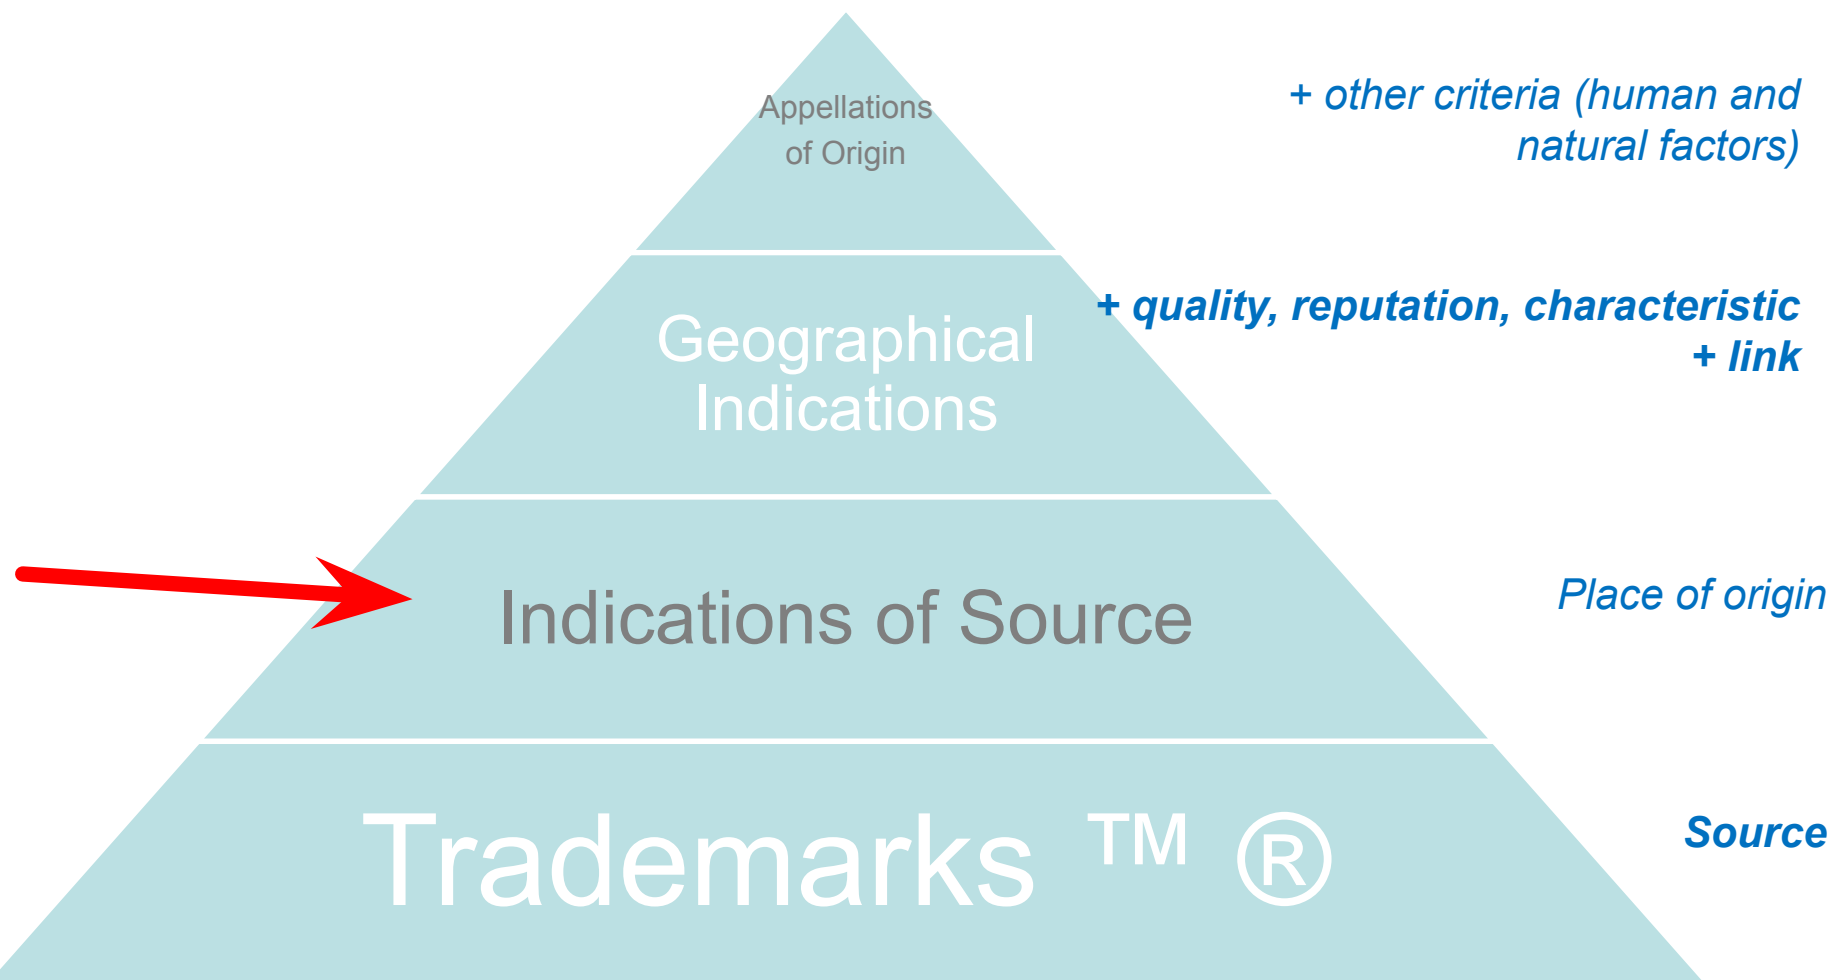 Appellations
of Origin
+ other criteria (human and
natural factors)
Geographical
Indications
+ quality, reputation, characteristic
+ link
Indications of Source
Place of origin
Trademarks ™ ®
Source